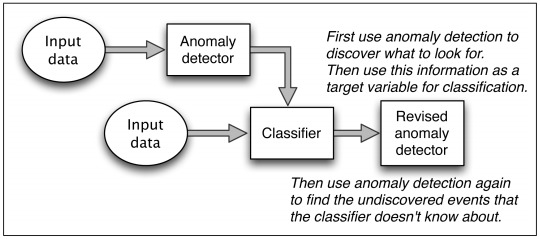 Input
data
Anomaly
detector
First use anomaly detection to
discover what to look for.
Then use this information as a
target variable for classification.
Input
data
Classifier
Revised
anomaly
detector
Then use anomaly detection again
to find the undiscovered events that
the classifier doesn't know about.